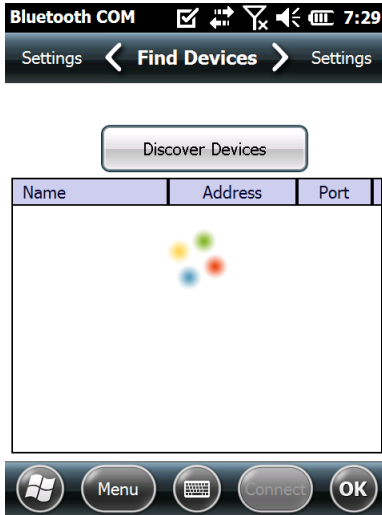 Bluetooth COM 7:29
Settings Find Devices Settings
Discover Devices
Name Address Port
Menu Connect OK